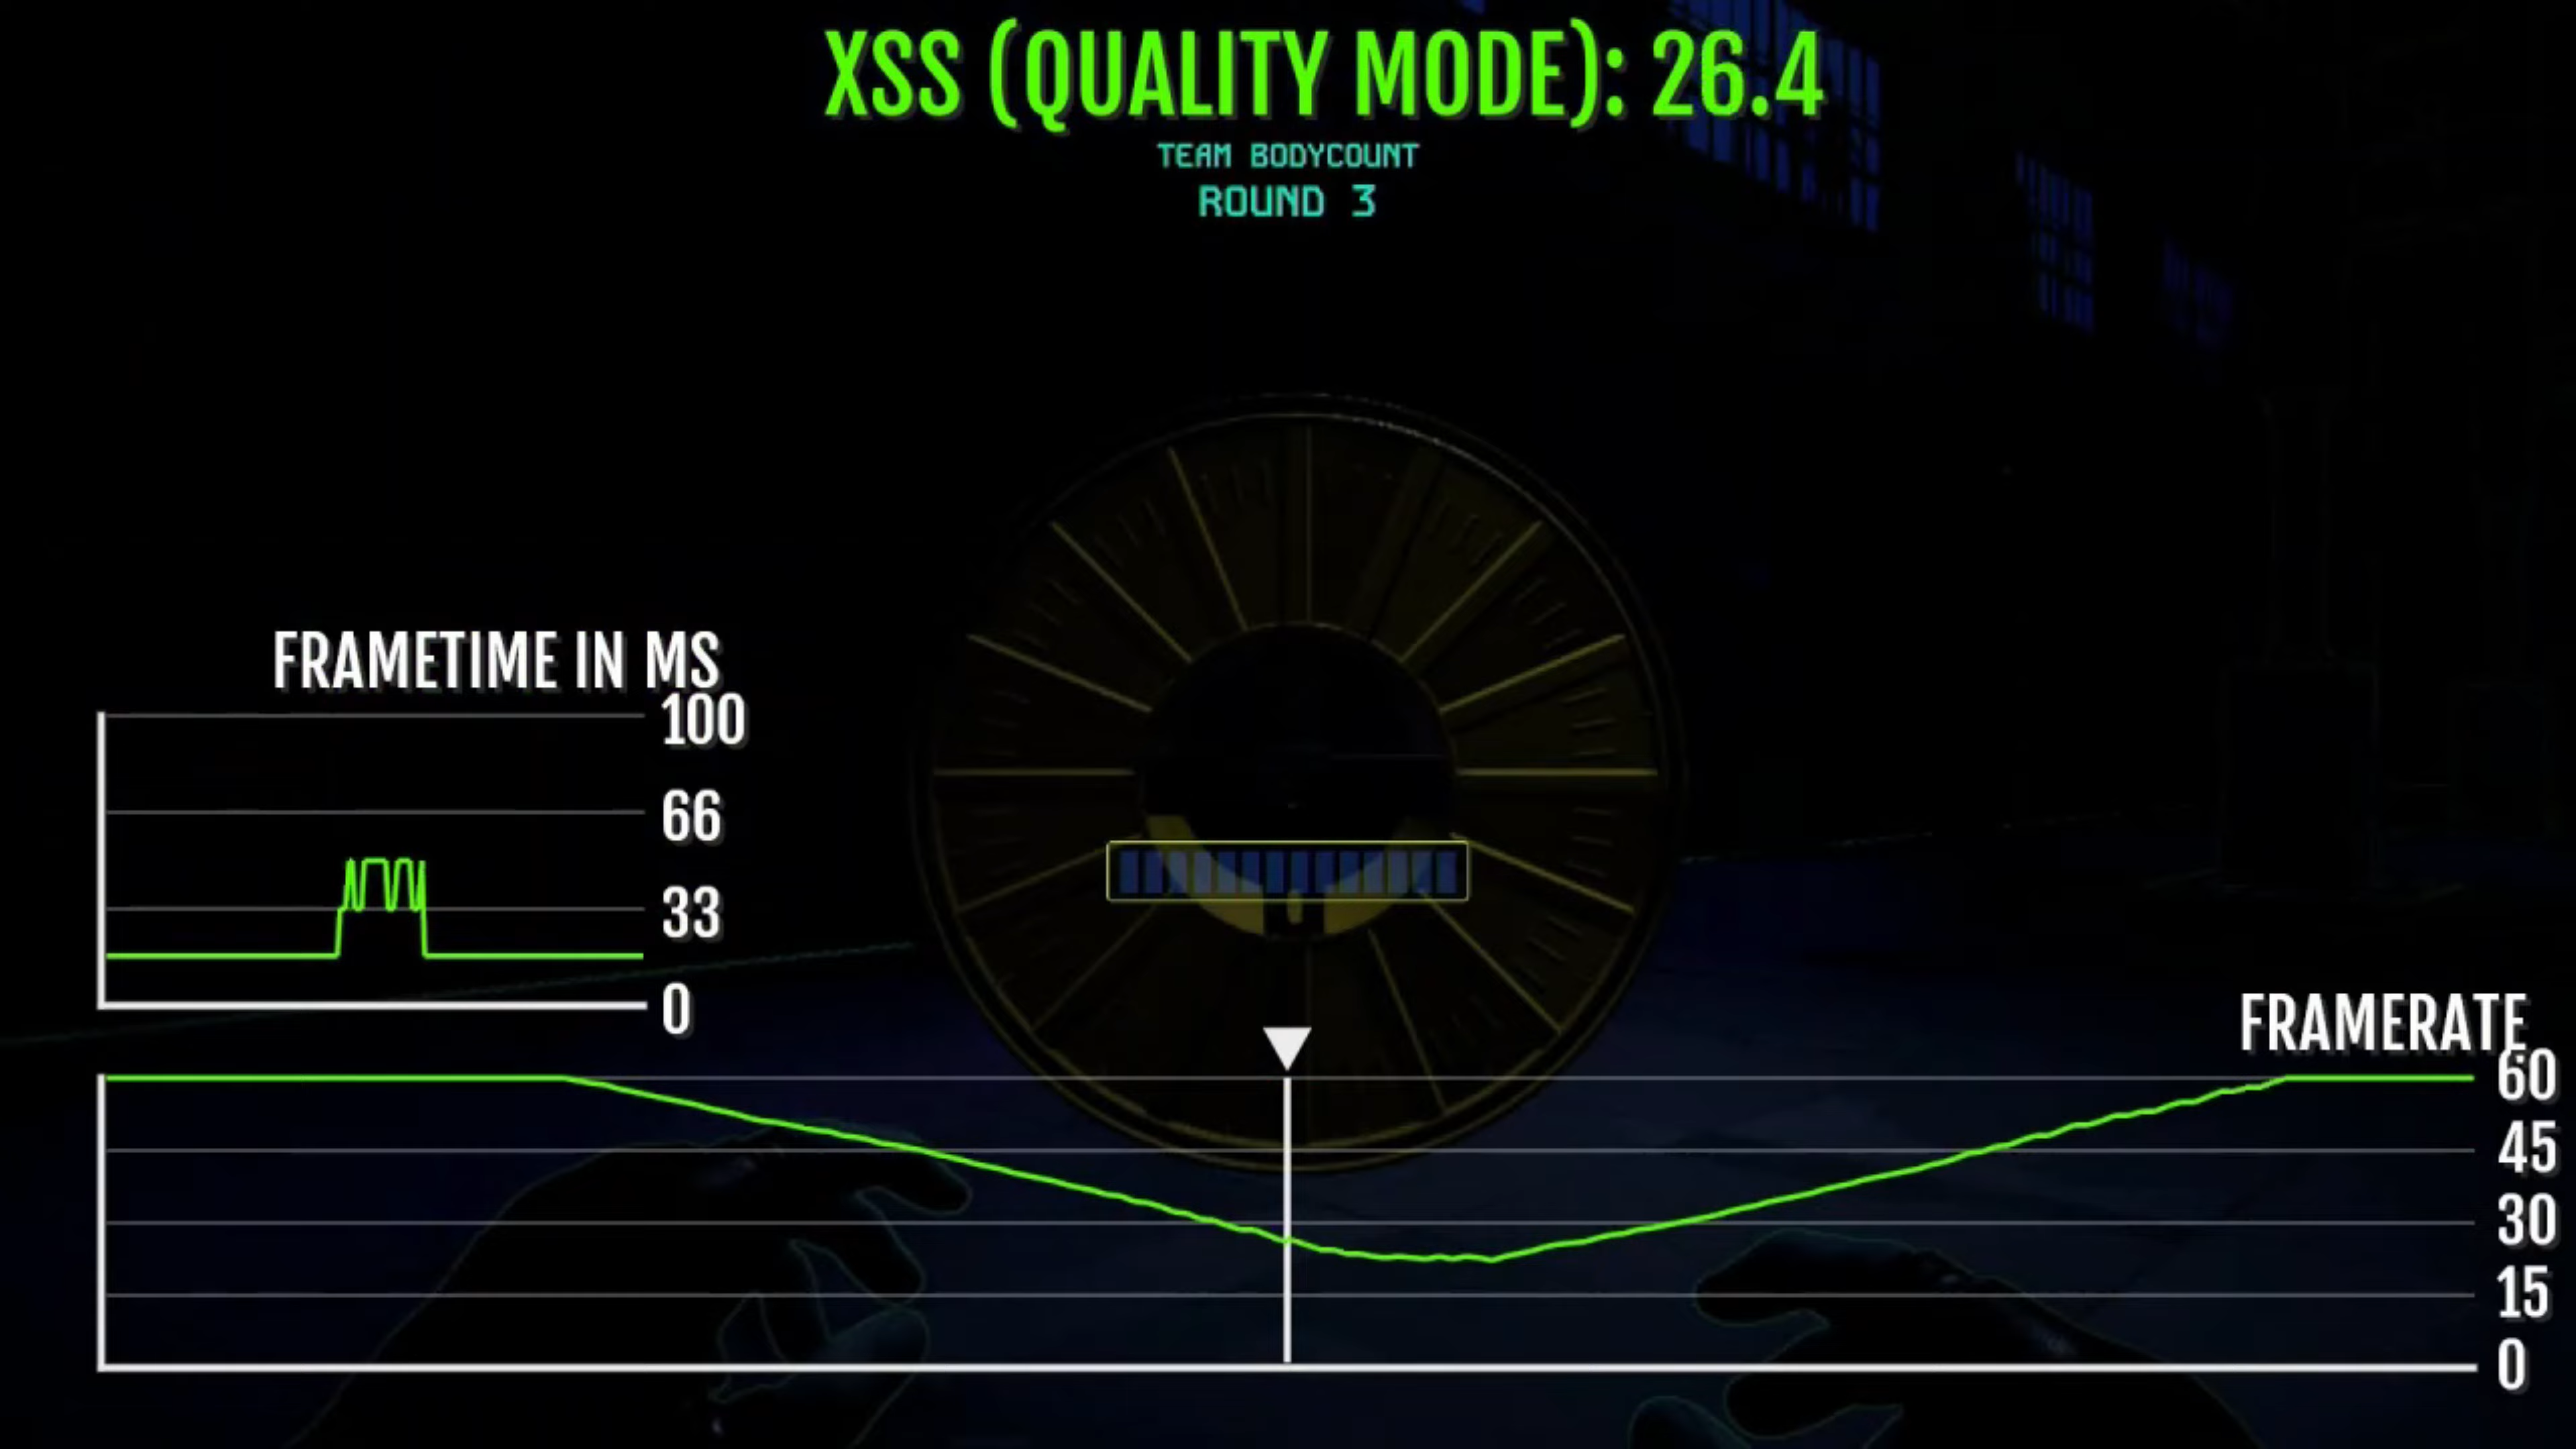 XSS (QUALITY MODE): 26.4
TEAM BODYCOUNT
ROUND 3
FRAMETIME IN MS
100
66
33
0
FRAMERATE
60
45
30
15
0